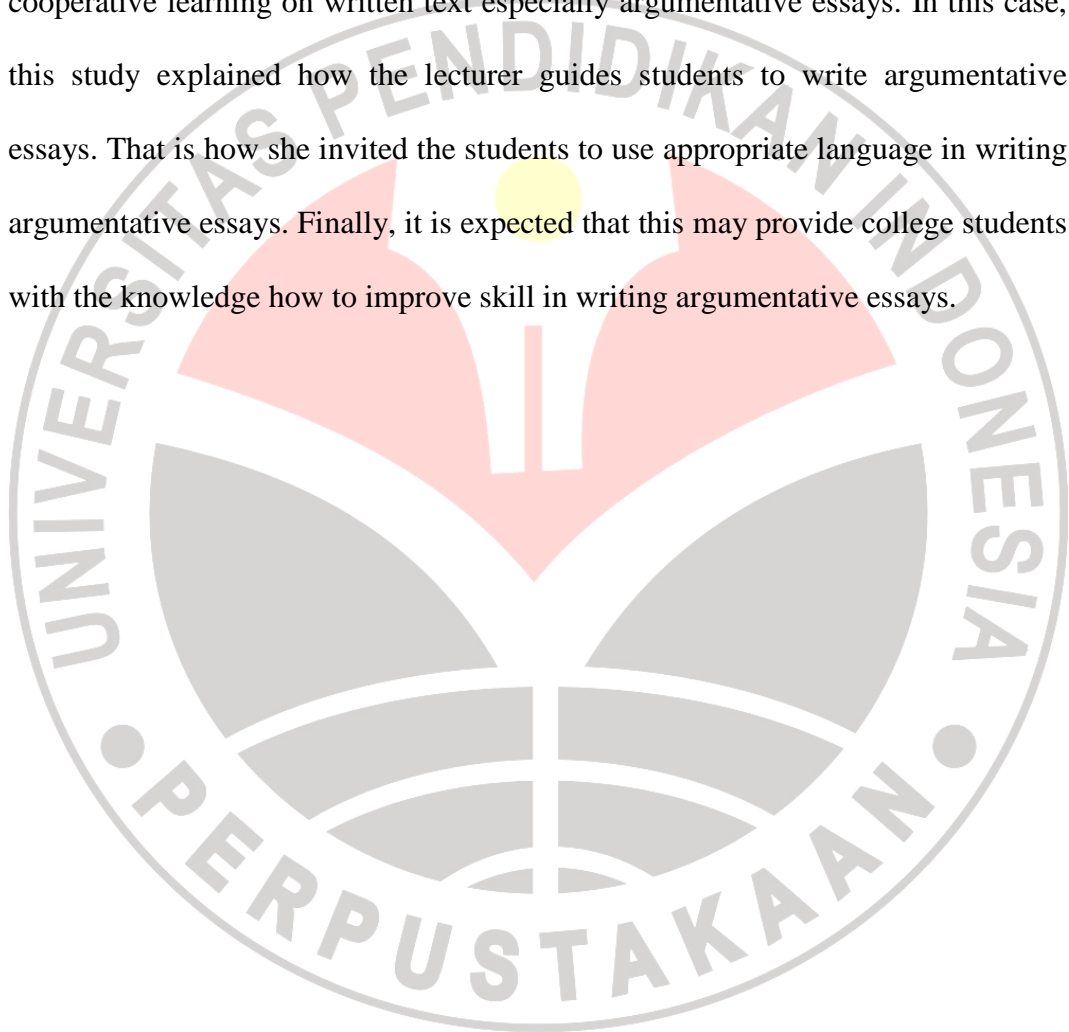 cooperative learning on written text especially argumentative essays. In this case,
this study explained how the lecturer guides students to write argumentative
essays. That is how she invited the students to use appropriate language in writing
argumentative essays. Finally, it is expected that this may provide college students
with the knowledge how to improve skill in writing argumentative essays.
UNIVERSITAS PENDIDIKAN INDONESIA
PERPUSTAKAAN